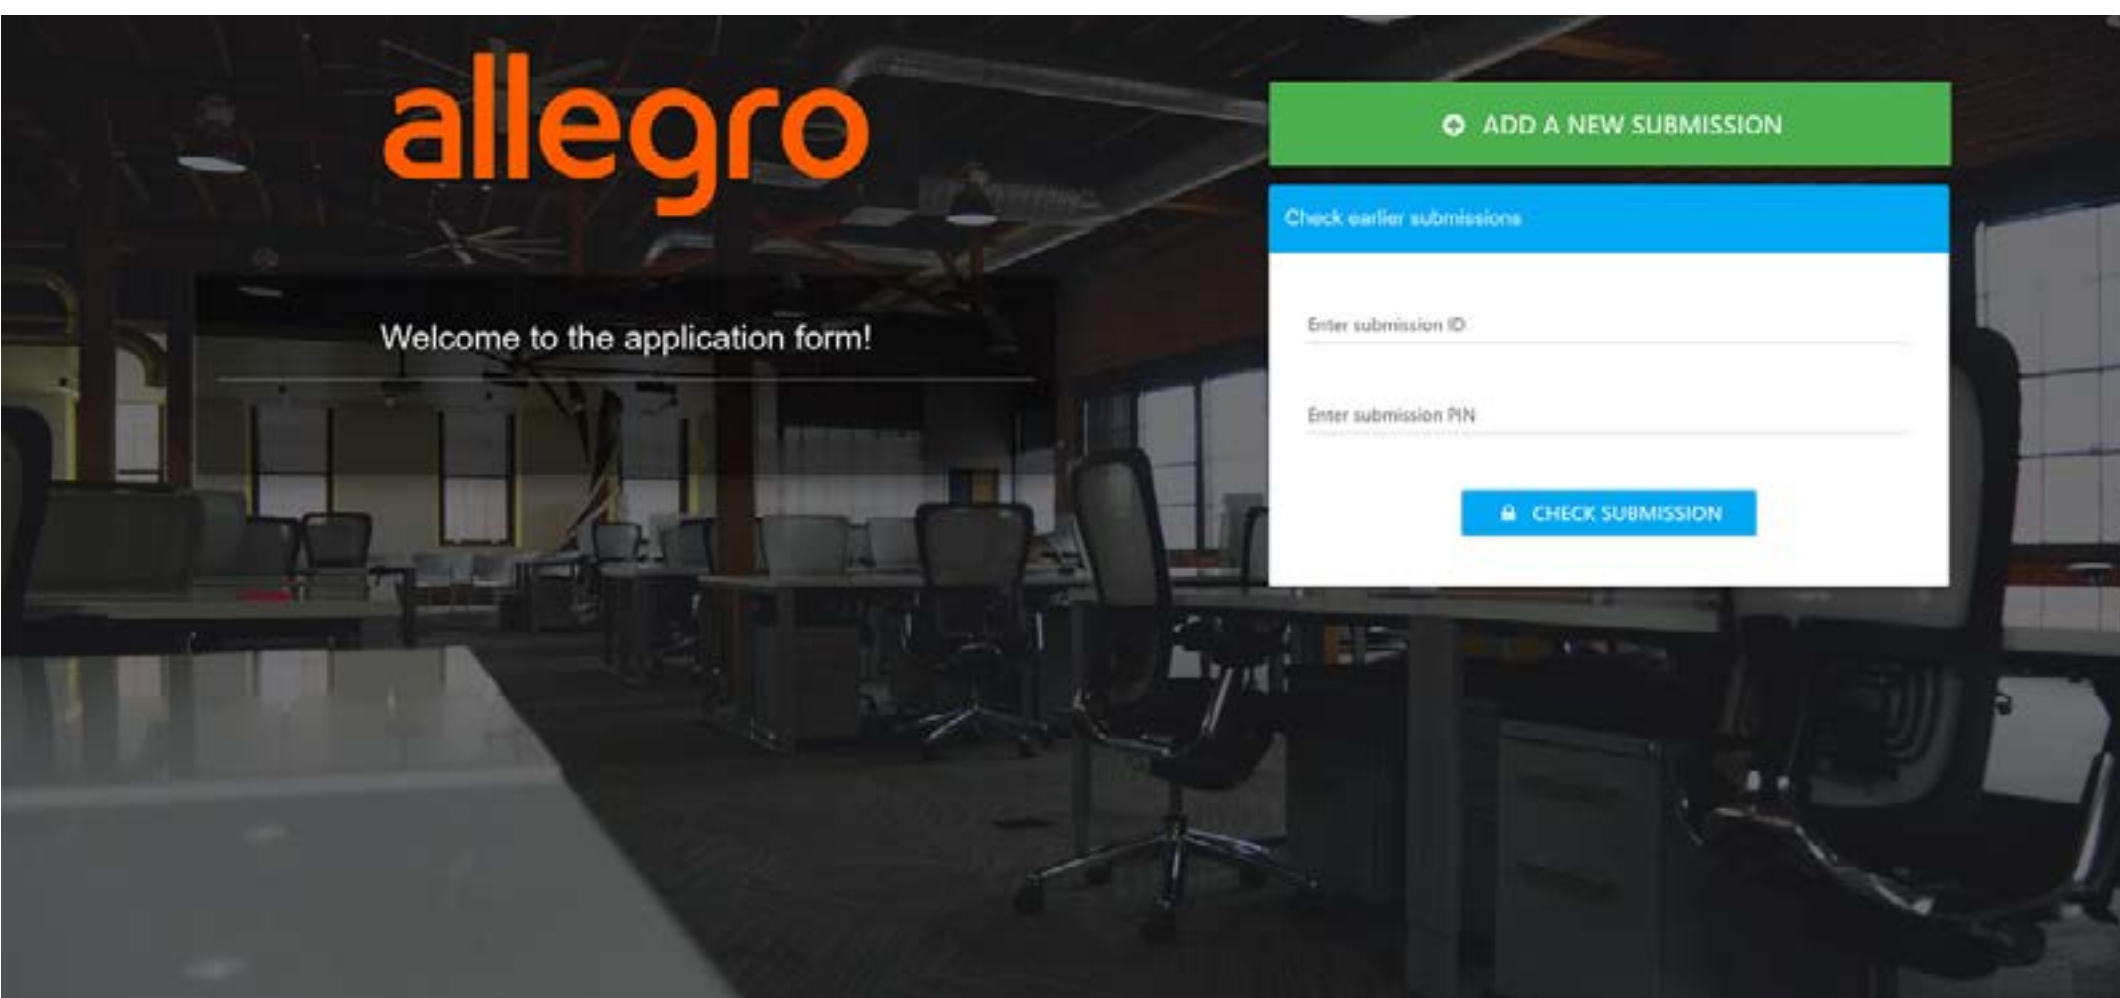 allegro
Welcome to the application form!
ADD A NEW SUBMISSION
Check earlier submissions
Enter submission ID
Enter submission PIN
CHECK SUBMISSION